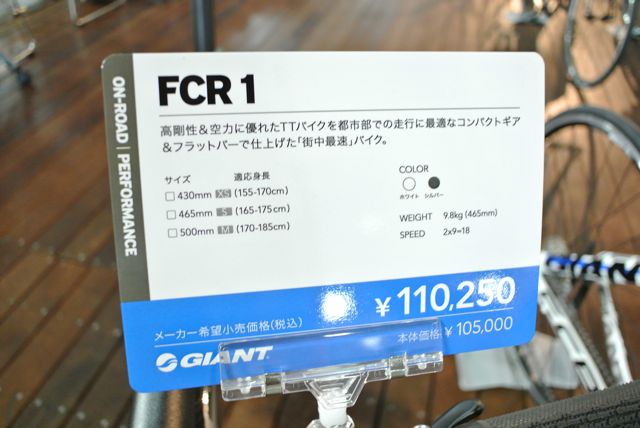 ON-ROAD | PERFORMANCE
FCR 1
高剛性&空力に優れたTTバイクを都市部での走行に最適なコンパクトギア
&フラットバーで仕上げた「街中最速」バイク。
サイズ 適応身長
□ 430mm XS (155-170cm)
□ 465mm S (165-175cm)
□ 500mm M (170-185cm)
COLOR
ホワイト シルバー
WEIGHT 9.8kg (465mm)
SPEED 2x9=18
メーカー希望小売価格(税込) ¥110,250
本体価格 ¥105,000
GIANT